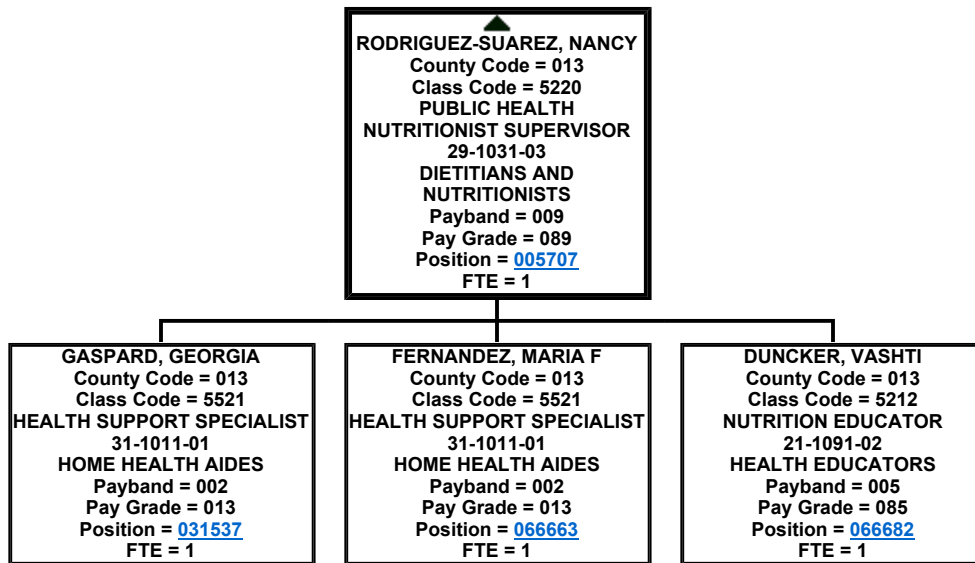 RODRIGUEZ-SUAREZ, NANCY
County Code = 013
Class Code = 5220
PUBLIC HEALTH
NUTRITIONIST SUPERVISOR
29-1031-03
DIETITIANS AND
NUTRITIONISTS
Payband = 009
Pay Grade = 089
Position = 005707
FTE = 1
GASPARD, GEORGIA
County Code = 013
Class Code = 5521
HEALTH SUPPORT SPECIALIST
31-1011-01
HOME HEALTH AIDES
Payband = 002
Pay Grade = 013
Position = 031537
FTE = 1
FERNANDEZ, MARIA F
County Code = 013
Class Code = 5521
HEALTH SUPPORT SPECIALIST
31-1011-01
HOME HEALTH AIDES
Payband = 002
Pay Grade = 013
Position = 066663
FTE = 1
DUNCKER, VASHTI
County Code = 013
Class Code = 5212
NUTRITION EDUCATOR
21-1091-02
HEALTH EDUCATORS
Payband = 005
Pay Grade = 085
Position = 066682
FTE = 1